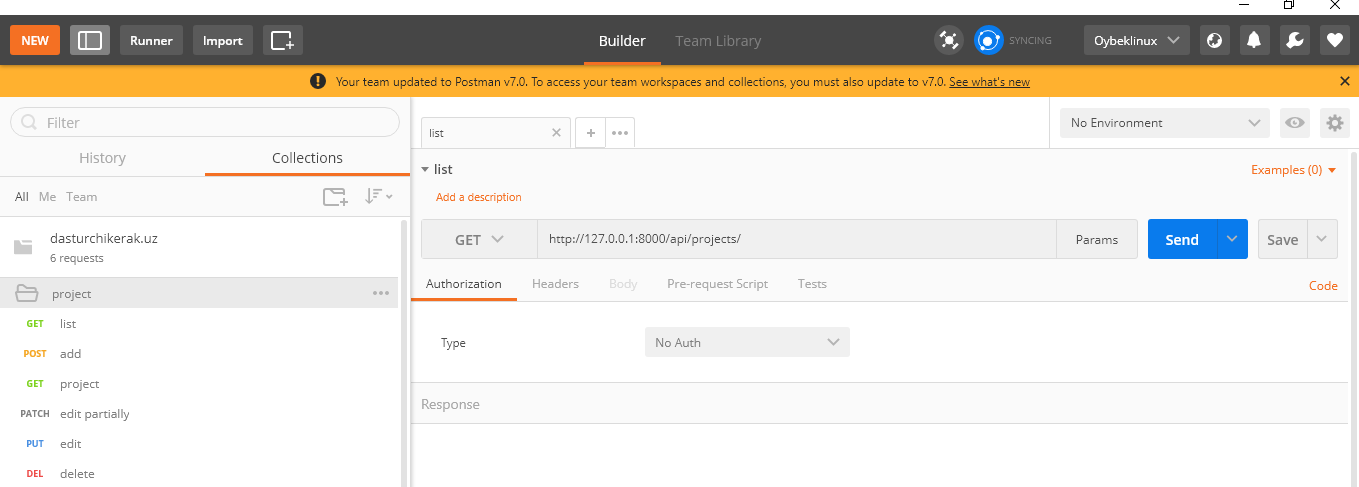 NEW Runner Import Builder Team Library SYNCING Oybeklinux
Your team updated to Postman v7.0. To access your team workspaces and collections, you must also update to v7.0. See what's new
Filter
History Collections
All Me Team
dasturchikerak.uz
6 requests
project
GET list
POST add
GET project
PATCH edit partially
PUT edit
DEL delete
list No Environment
list Examples (0)
Add a description
GET http://127.0.0.1:8000/api/projects/ Params Send Save
Authorization Headers Body Pre-request Script Tests Code
Type No Auth
Response